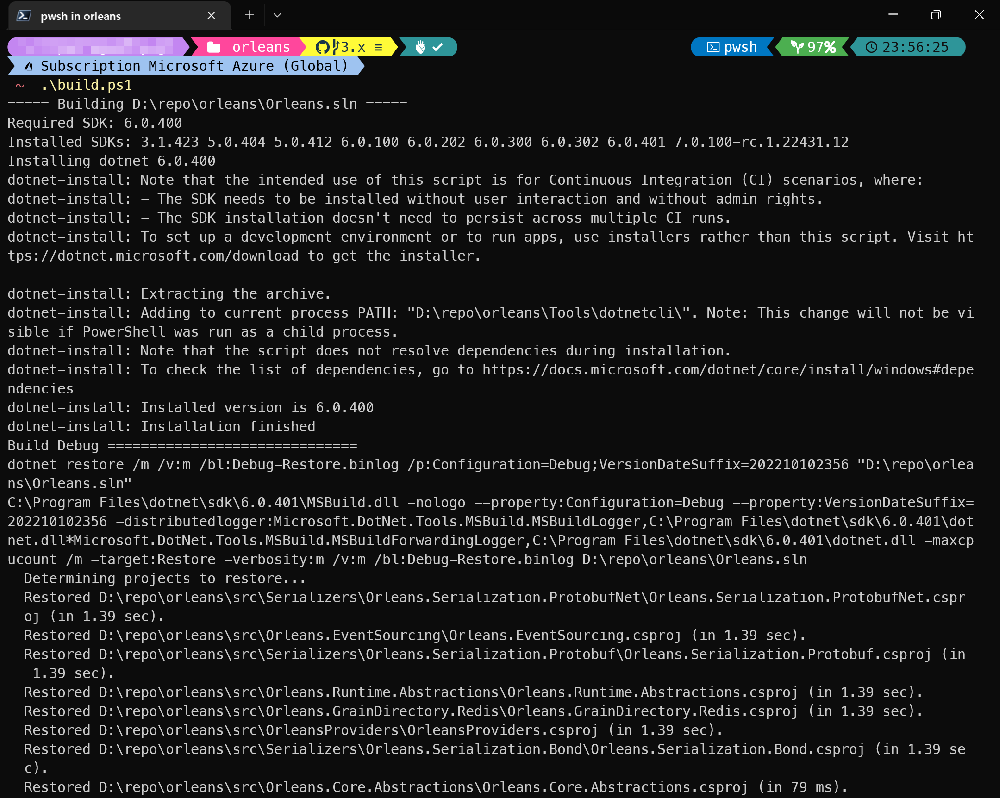 pwsh in orleans
orleans 3.x ≡ pwsh 97% 23:56:25
Subscription Microsoft Azure (Global)
~ .\build.ps1
===== Building D:\repo\orleans\Orleans.sln =====
Required SDK: 6.0.400
Installed SDKs: 3.1.423 5.0.404 5.0.412 6.0.100 6.0.202 6.0.300 6.0.302 6.0.401 7.0.100-rc.1.22431.12
Installing dotnet 6.0.400
dotnet-install: Note that the intended use of this script is for Continuous Integration (CI) scenarios, where:
dotnet-install: - The SDK needs to be installed without user interaction and without admin rights.
dotnet-install: - The SDK installation doesn't need to persist across multiple CI runs.
dotnet-install: To set up a development environment or to run apps, use installers rather than this script. Visit ht
tps://dotnet.microsoft.com/download to get the installer.
dotnet-install: Extracting the archive.
dotnet-install: Adding to current process PATH: "D:\repo\orleans\Tools\dotnetcli\". Note: This change will not be vi
sible if PowerShell was run as a child process.
dotnet-install: Note that the script does not resolve dependencies during installation.
dotnet-install: To check the list of dependencies, go to https://docs.microsoft.com/dotnet/core/install/windows#depe
ndencies
dotnet-install: Installed version is 6.0.400
dotnet-install: Installation finished
Build Debug ==============================
dotnet restore /m /v:m /bl:Debug-Restore.binlog /p:Configuration=Debug;VersionDateSuffix=202210102356 "D:\repo\orlea
ns\Orleans.sln"
C:\Program Files\dotnet\sdk\6.0.401\MSBuild.dll -nologo --property:Configuration=Debug --property:VersionDateSuffix=
202210102356 -distributedlogger:Microsoft.DotNet.Tools.MSBuild.MSBuildLogger,C:\Program Files\dotnet\sdk\6.0.401\dot
net.dll*Microsoft.DotNet.Tools.MSBuild.MSBuildForwardingLogger,C:\Program Files\dotnet\sdk\6.0.401\dotnet.dll -maxcp
ucount /m -target:Restore -verbosity:m /v:m /bl:Debug-Restore.binlog D:\repo\orleans\Orleans.sln
Determining projects to restore...
Restored D:\repo\orleans\src\Serializers\Orleans.Serialization.ProtobufNet\Orleans.Serialization.ProtobufNet.cspr
oj (in 1.39 sec).
Restored D:\repo\orleans\src\Orleans.EventSourcing\Orleans.EventSourcing.csproj (in 1.39 sec).
Restored D:\repo\orleans\src\Serializers\Orleans.Serialization.Protobuf\Orleans.Serialization.Protobuf.csproj (in
1.39 sec).
Restored D:\repo\orleans\src\Orleans.Runtime.Abstractions\Orleans.Runtime.Abstractions.csproj (in 1.39 sec).
Restored D:\repo\orleans\src\Orleans.GrainDirectory.Redis\Orleans.GrainDirectory.Redis.csproj (in 1.39 sec).
Restored D:\repo\orleans\src\OrleansProviders\OrleansProviders.csproj (in 1.39 sec).
Restored D:\repo\orleans\src\Serializers\Orleans.Serialization.Bond\Orleans.Serialization.Bond.csproj (in 1.39 se
c).
Restored D:\repo\orleans\src\Orleans.Core.Abstractions\Orleans.Core.Abstractions.csproj (in 79 ms).